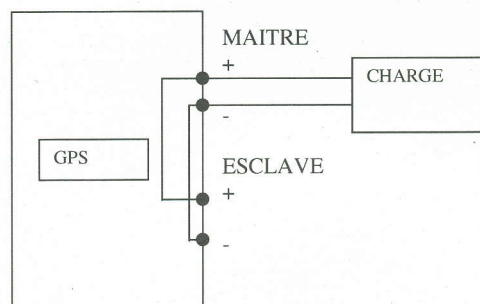 MAITRE
+
CHARGE
-
GPS
ESCLAVE
+
-